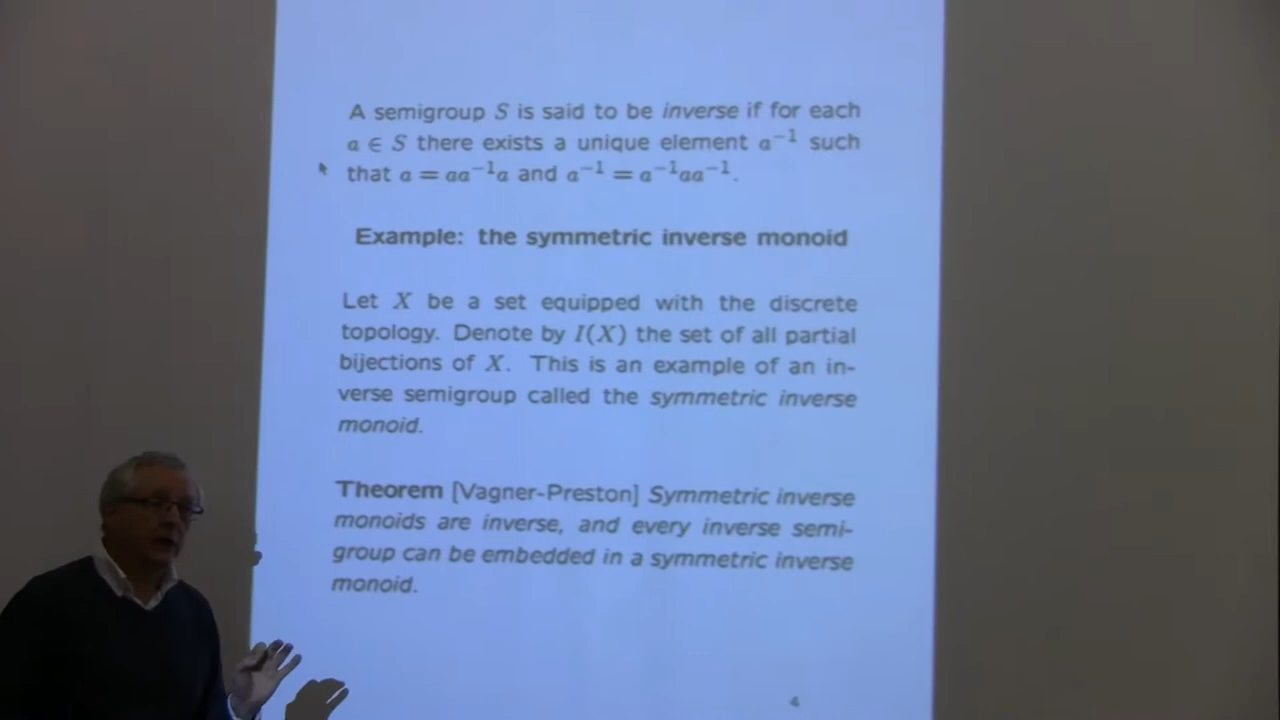 A semigroup S is said to be inverse if for each
a ∈ S there exists a unique element a⁻¹ such
that a = aa⁻¹a and a⁻¹ = a⁻¹aa⁻¹.
Example: the symmetric inverse monoid
Let X be a set equipped with the discrete
topology. Denote by I(X) the set of all partial
bijections of X. This is an example of an in-
verse semigroup called the symmetric inverse
monoid.
Theorem [Vagner-Preston] Symmetric inverse
monoids are inverse, and every inverse semi-
group can be embedded in a symmetric inverse
monoid.
4